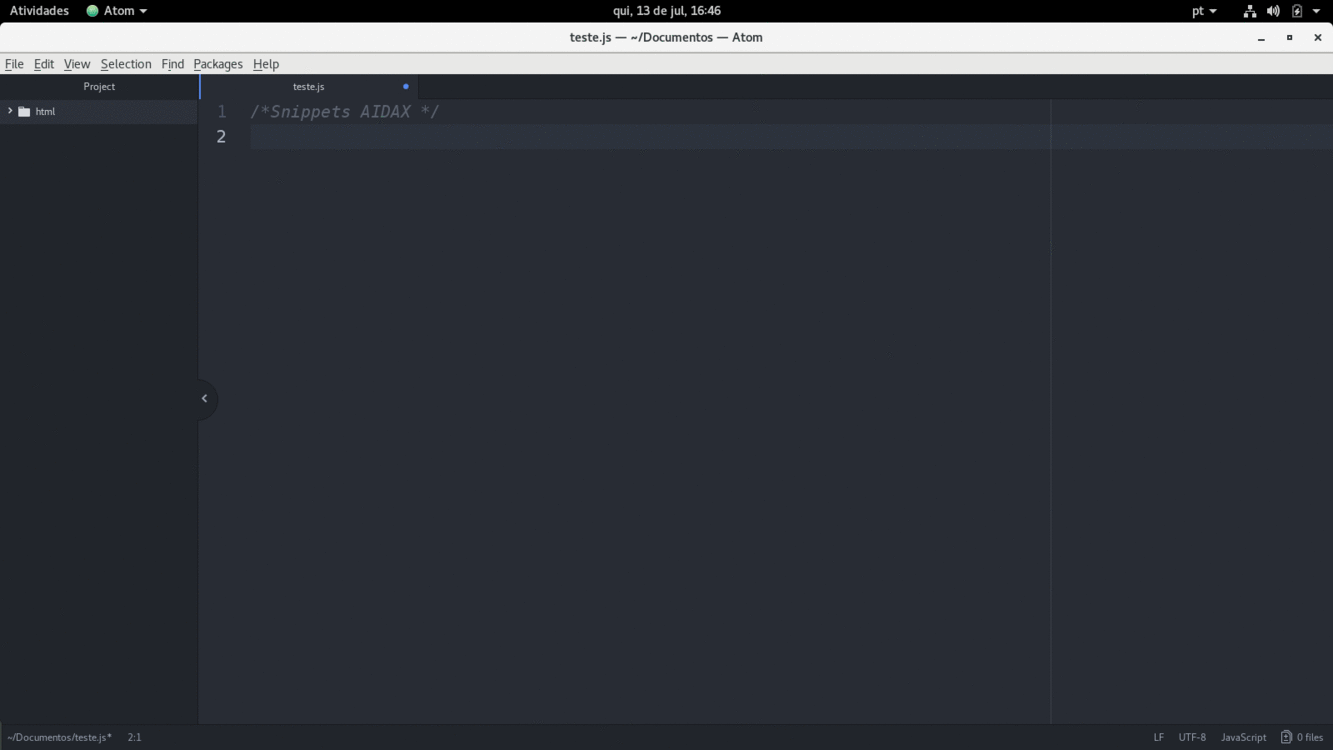 Atividades Atom qui, 13 de jul, 16:46 pt
teste.js — ~/Documentos — Atom
File Edit View Selection Find Packages Help
Project teste.js
html
1 /*Snippets AIDAX */
2
~/Documentos/teste.js* 2:1 LF UTF-8 JavaScript 0 files